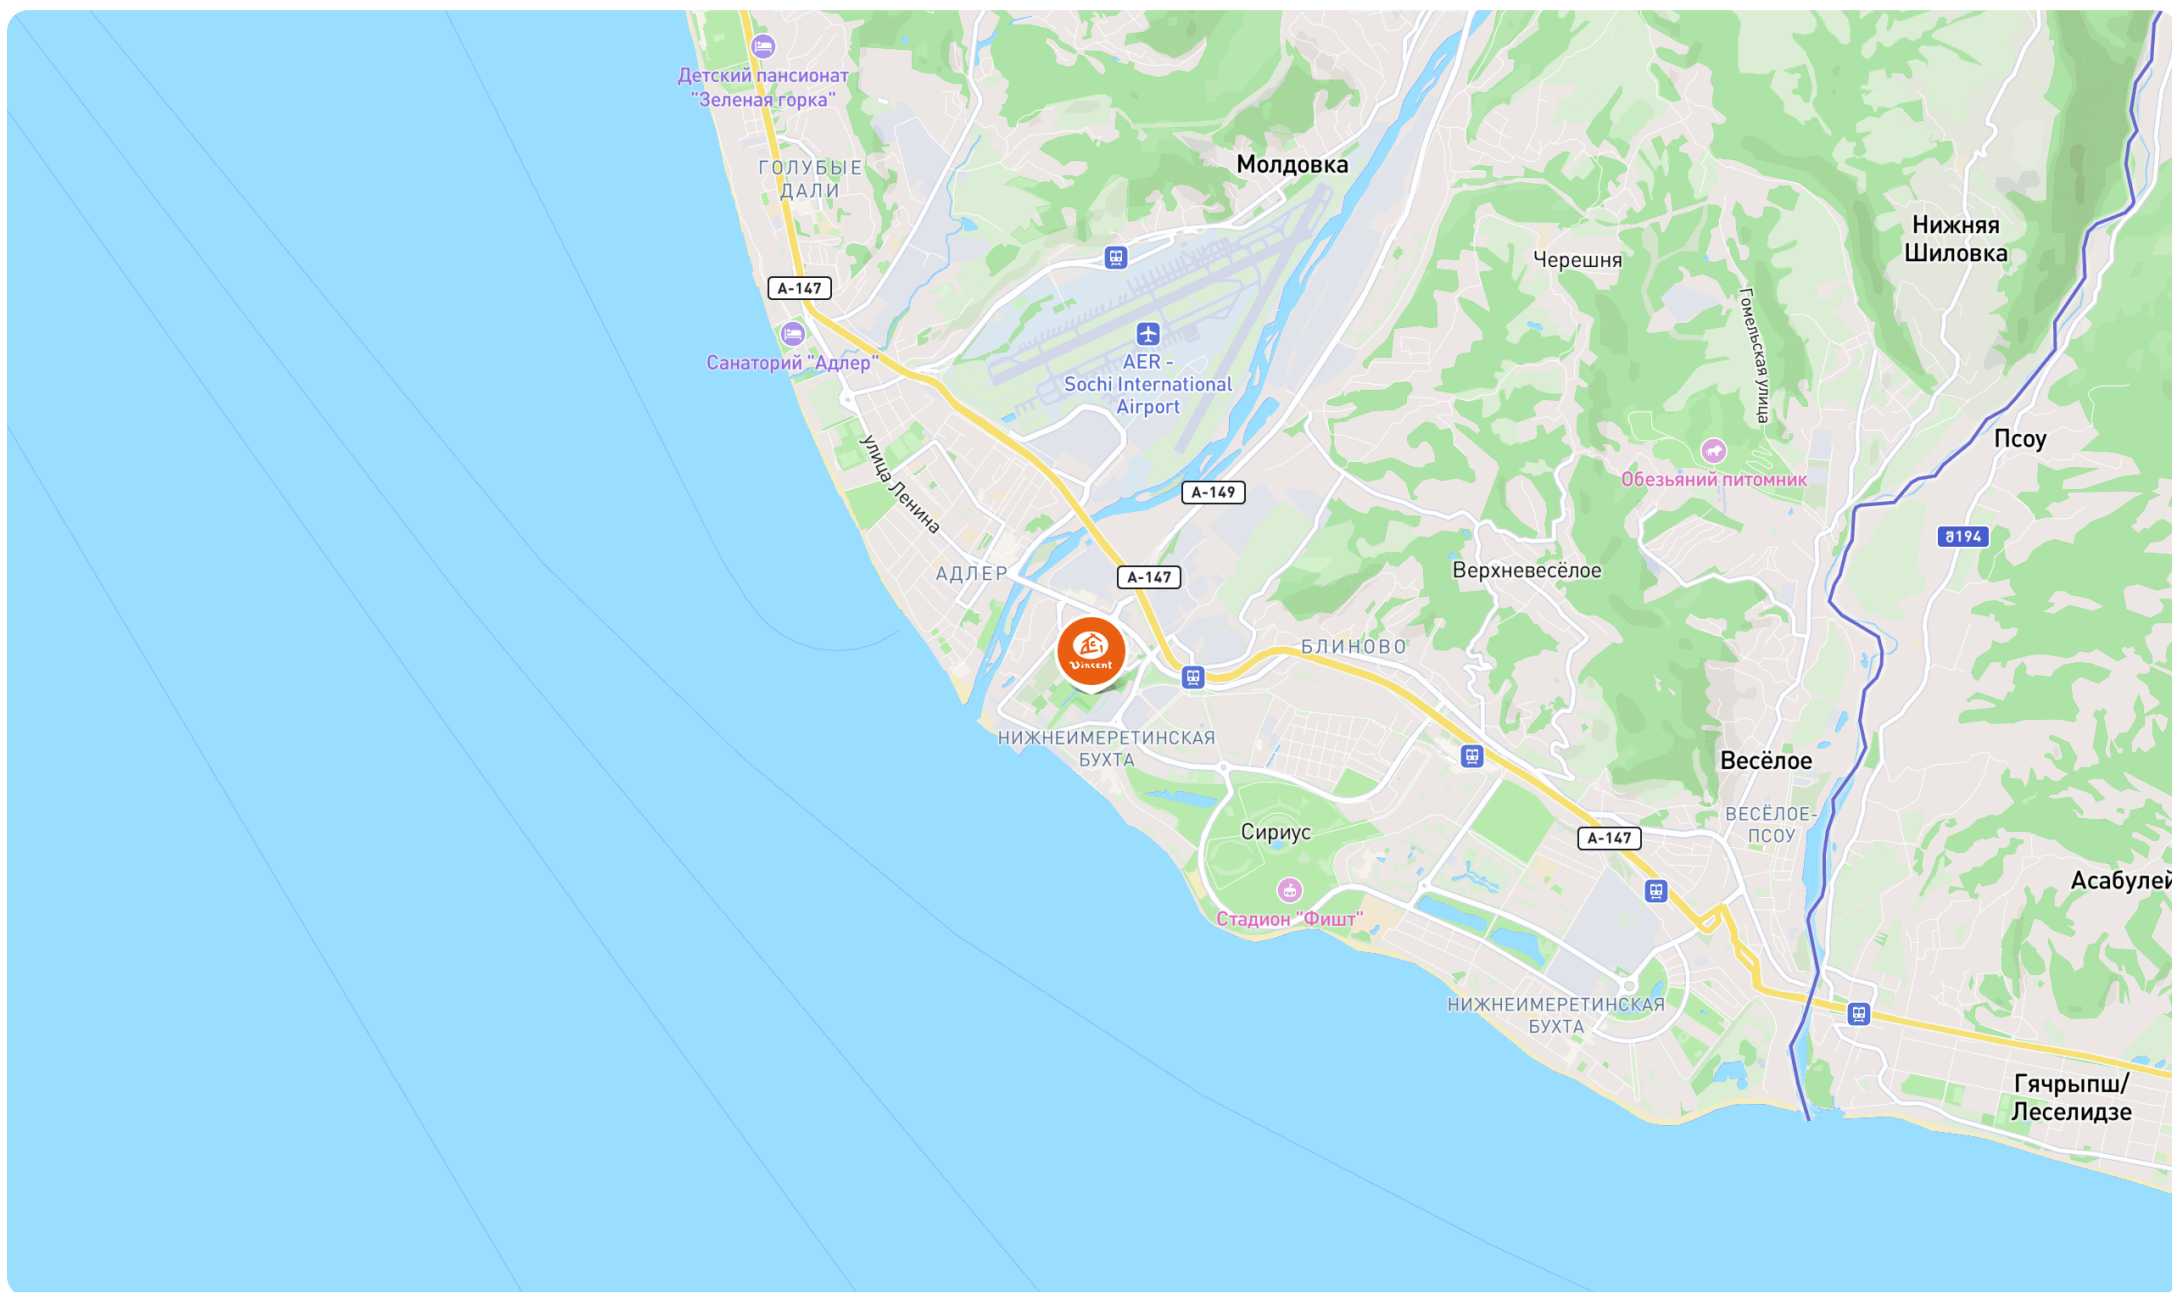 Детский пансионат
"Зеленая горка"
ГОЛУБЫЕ
ДАЛИ
Молдовка
Нижняя
Шиловка
Черешня
A-147
Гомельская улица
Санаторий "Адлер"
AER -
Sochi International
Airport
улица Ленина
Псоу
Обезьяний питомник
A-149
შ194
АДЛЕР
A-147
Верхневесёлое
Vincent
БЛИНОВО
НИЖНЕИМЕРЕТИНСКАЯ
БУХТА
Весёлое
ВЕСЁЛОЕ-
ПСОУ
Сириус
A-147
Асабулей
Стадион "Фишт"
НИЖНЕИМЕРЕТИНСКАЯ
БУХТА
Гячрыпш/
Леселидзе